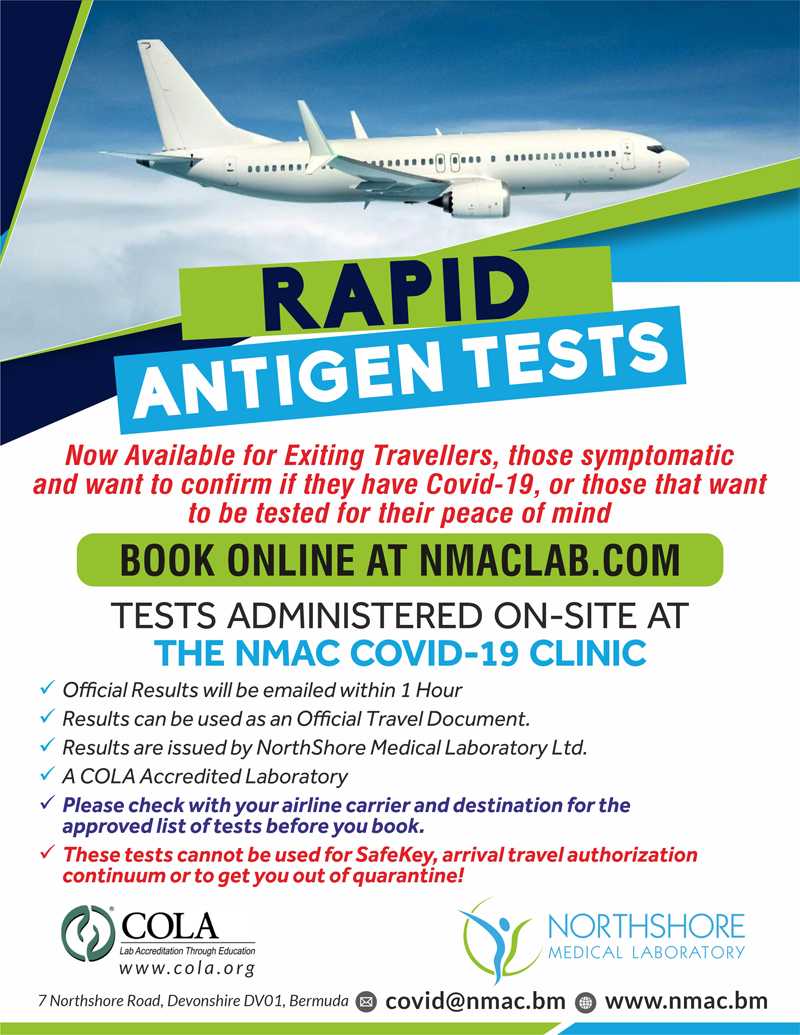 RAPID
ANTIGEN TESTS
Now Available for Exiting Travellers, those symptomatic
and want to confirm if they have Covid-19, or those that want
to be tested for their peace of mind
BOOK ONLINE AT NMACLAB.COM
TESTS ADMINISTERED ON-SITE AT
THE NMAC COVID-19 CLINIC
✓ Official Results will be emailed within 1 Hour
✓ Results can be used as an Official Travel Document.
✓ Results are issued by NorthShore Medical Laboratory Ltd.
✓ A COLA Accredited Laboratory
✓ Please check with your airline carrier and destination for the
approved list of tests before you book.
✓ These tests cannot be used for SafeKey, arrival travel authorization
continuum or to get you out of quarantine!
® COLA
Lab Accreditation Through Education
www.cola.org
NORTHSHORE
MEDICAL LABORATORY
7 Northshore Road, Devonshire DV01, Bermuda covid@nmac.bm www.nmac.bm